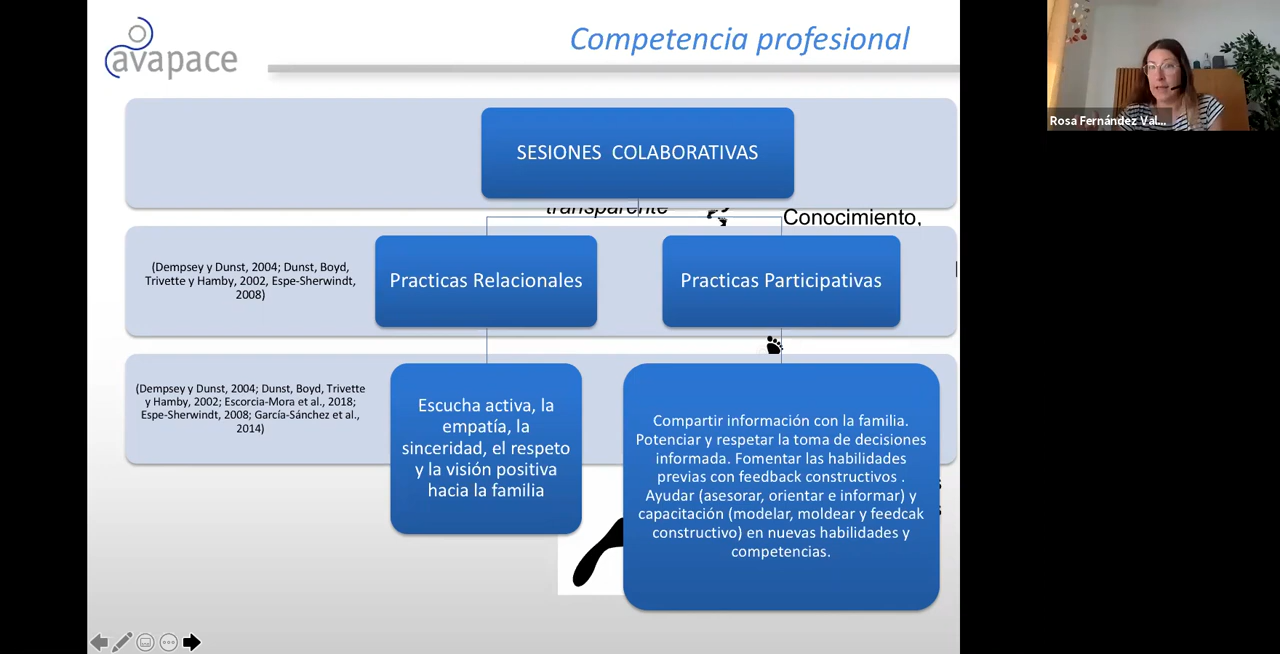 avapace
Competencia profesional
Rosa Fernández Val...
SESIONES COLABORATIVAS
transparente
Conocimiento,
(Dempsey y Dunst, 2004; Dunst, Boyd,
Trivette y Hamby, 2002, Espe-Sherwindt,
2008)
Practicas Relacionales
Practicas Participativas
(Dempsey y Dunst, 2004; Dunst, Boyd, Trivette
y Hamby, 2002; Escorcia-Mora et al., 2018;
Espe-Sherwindt, 2008; García-Sánchez et al.,
2014)
Escucha activa, la
empatía, la
sinceridad, el respeto
y la visión positiva
hacia la familia
Compartir información con la familia.
Potenciar y respetar la toma de decisiones
informada. Fomentar las habilidades
previas con feedback constructivos .
Ayudar (asesorar, orientar e informar) y
capacitación (modelar, moldear y feedcak
constructivo) en nuevas habilidades y
competencias.